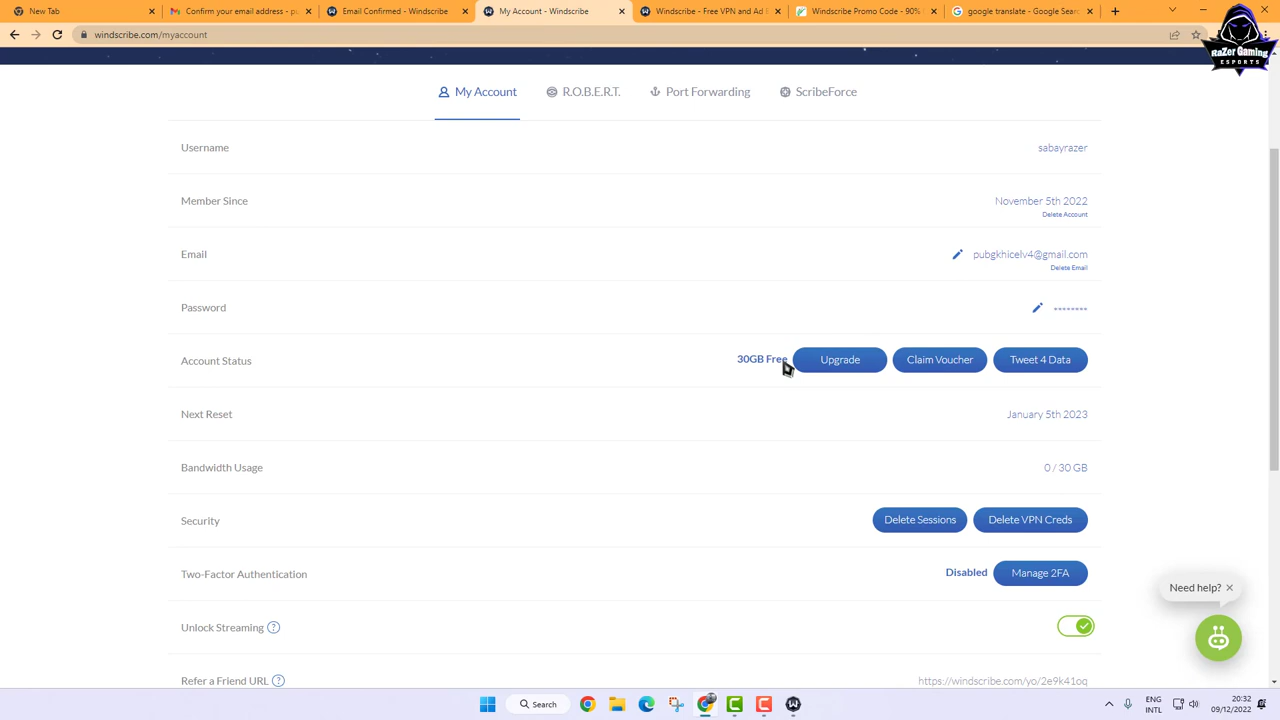 New Tab
Confirm your email address - pu
Email Confirmed - Windscribe
My Account - Windscribe
Windscribe - Free VPN and Ad B
Windscribe Promo Code - 90%
google translate - Google Searc
windscribe.com/myaccount
RaZer Gaming
ESPORTS
My Account
R.O.B.E.R.T.
Port Forwarding
ScribeForce
Username
sabayrazer
Member Since
November 5th 2022
Delete Account
Email
pubgkhicelv4@gmail.com
Delete Email
Password
********
Account Status
30GB Free
Upgrade
Claim Voucher
Tweet 4 Data
Next Reset
January 5th 2023
Bandwidth Usage
0 / 30 GB
Security
Delete Sessions
Delete VPN Creds
Two-Factor Authentication
Disabled
Manage 2FA
Need help?
Unlock Streaming
Refer a Friend URL
https://windscribe.com/yo/2e9k41oq
Search
ENG
INTL
20:32
09/12/2022